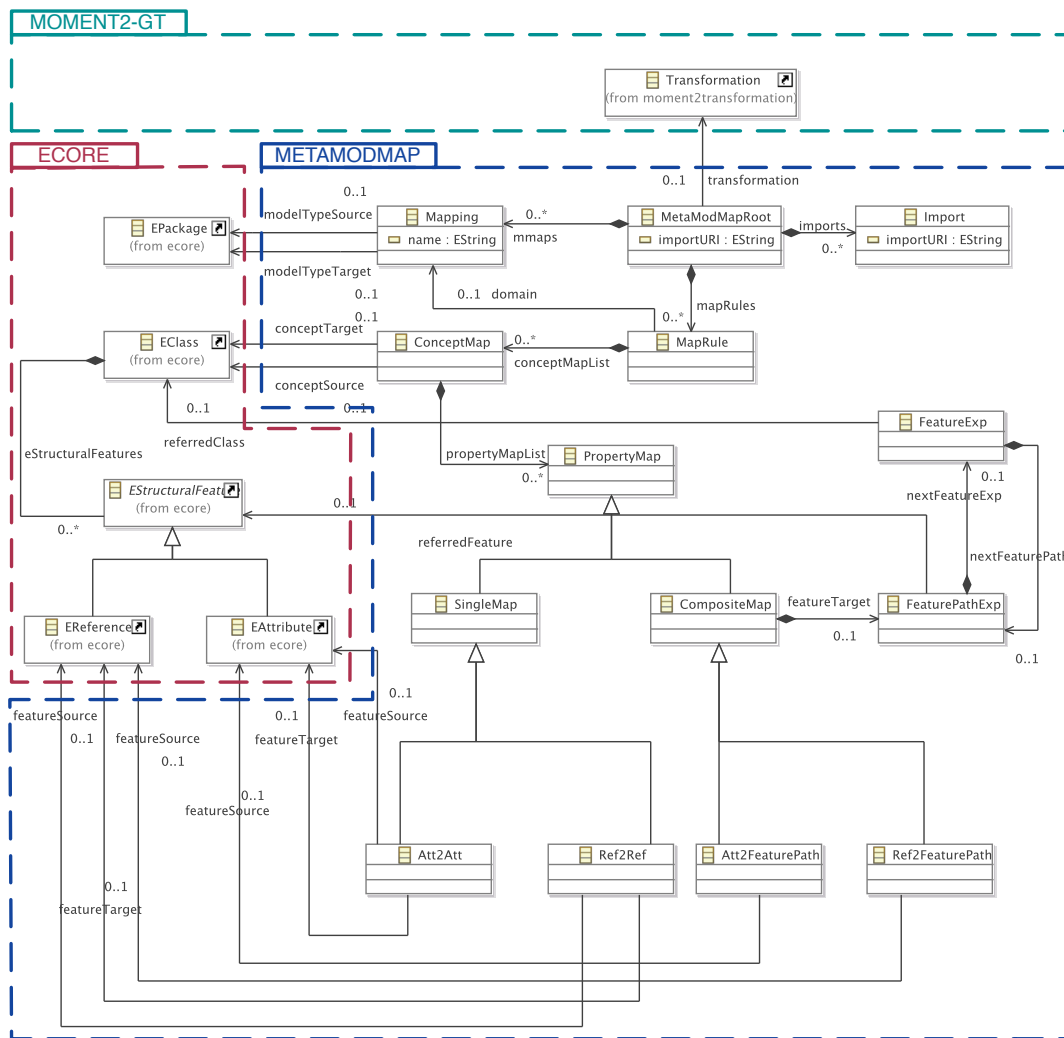 MOMENT2-GT
Transformation
(from moment2transformation)
ECORE
METAMODMAP
0..1
transformation
0..1
modelTypeSource
EPackage
(from ecore)
Mapping
name : EString
0..*
mmaps
MetaModMapRoot
importURI : EString
imports
0..*
Import
importURI : EString
modelTypeTarget
0..1
0..1
domain
mapRules
0..*
0..1
conceptTarget
EClass
(from ecore)
ConceptMap
0..*
conceptMapList
MapRule
conceptSource
0..1
0..1
referredClass
FeatureExp
eStructuralFeatures
propertyMapList
0..*
PropertyMap
0..1
nextFeatureExp
EStructuralFeatu
(from ecore)
0..1
0..*
referredFeature
nextFeaturePath
SingleMap
CompositeMap
featureTarget
0..1
FeaturePathExp
0..1
EReference
(from ecore)
EAttribute
(from ecore)
0..1
featureSource
0..1
featureSource
0..1
featureSource
0..1
featureTarget
0..1
featureSource
Att2Att
Ref2Ref
Att2FeaturePath
Ref2FeaturePath
0..1
featureTarget